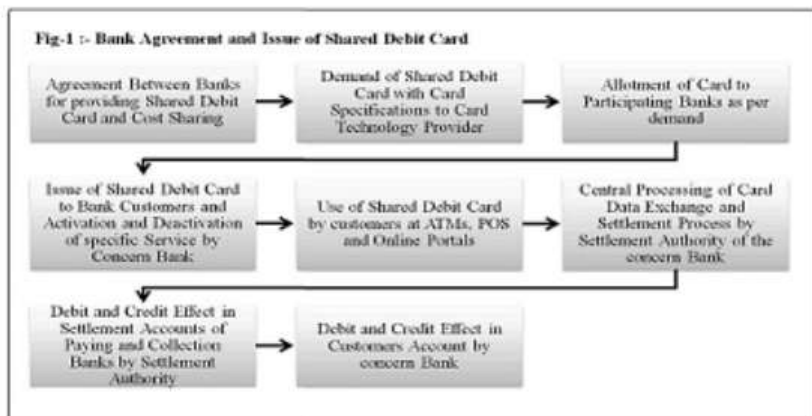 Fig-1 :- Bank Agreement and Issue of Shared Debit Card
Agreement Between Banks
for providing Shared Debit
Card and Cost Sharing
Demand of Shared Debit
Card with Card
Specifications to Card
Technology Provider
Allotment of Card to
Participating Banks as per
demand
Issue of Shared Debit Card
to Bank Customers and
Activation and Deactivation
of specific Service by
Concern Bank
Use of Shared Debit Card
by customers at ATMs, POS
and Online Portals
Central Processing of Card
Data Exchange and
Settlement Process by
Settlement Authority of the
concern Bank
Debit and Credit Effect in
Settlement Accounts of
Paying and Collection
Banks by Settlement
Authority
Debit and Credit Effect in
Customers Account by
concern Bank